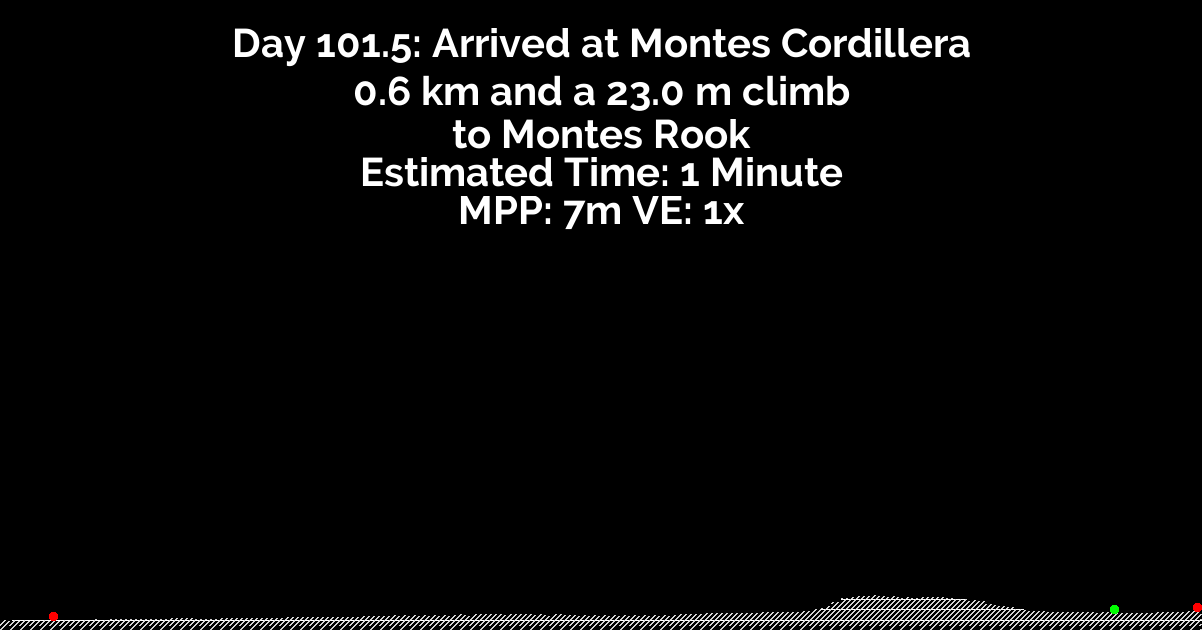 Day 101.5: Arrived at Montes Cordillera
0.6 km and a 23.0 m climb
to Montes Rook
Estimated Time: 1 Minute
MPP: 7m VE: 1x